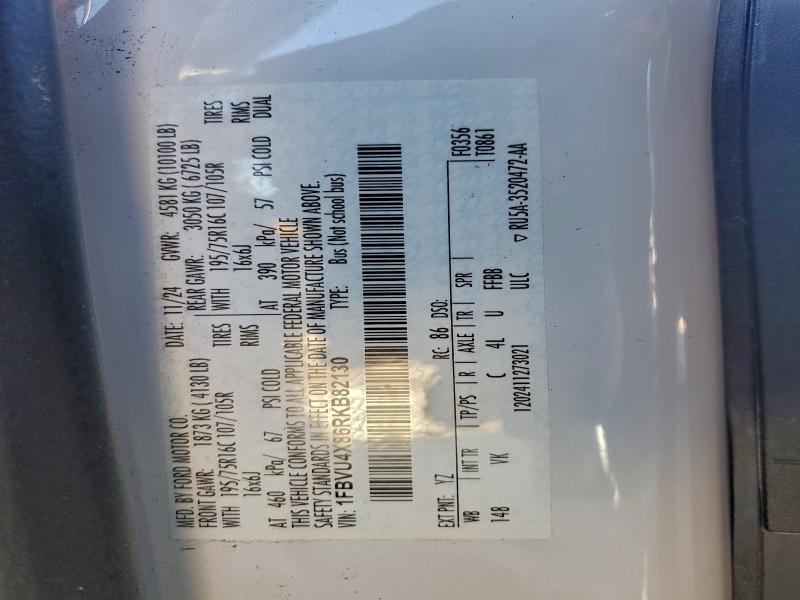 MFD. BY FORD MOTOR CO.
DATE: 11/24 GVWR: 4581 KG (10100 LB)
FRONT GAWR: 1873 KG ( 4130 LB) REAR GAWR: 3050 KG ( 6725 LB)
WITH 195/75R16C 107/105R TIRES WITH 195/75R16C 107/105R TIRES
16x6J RIMS 16x6J RIMS
AT 460 kPa/ 67 PSI COLD AT 390 kPa/ 57 PSI COLD DUAL
THIS VEHICLE CONFORMS TO ALL APPLICABLE FEDERAL MOTOR VEHICLE
SAFETY STANDARDS IN EFFECT ON THE DATE OF MANUFACTURE SHOWN ABOVE.
VIN: 1FBVU4X86RKB82130 TYPE: Bus (Not school bus)
EXT PNT: YZ RC: 86 DSO: F0356
WB INTTR TP/PS R AXLE TR SPR T0861
148 VK C 4L U FFBB
1202411273021 ULC ▽ RU5A-3520472-AA